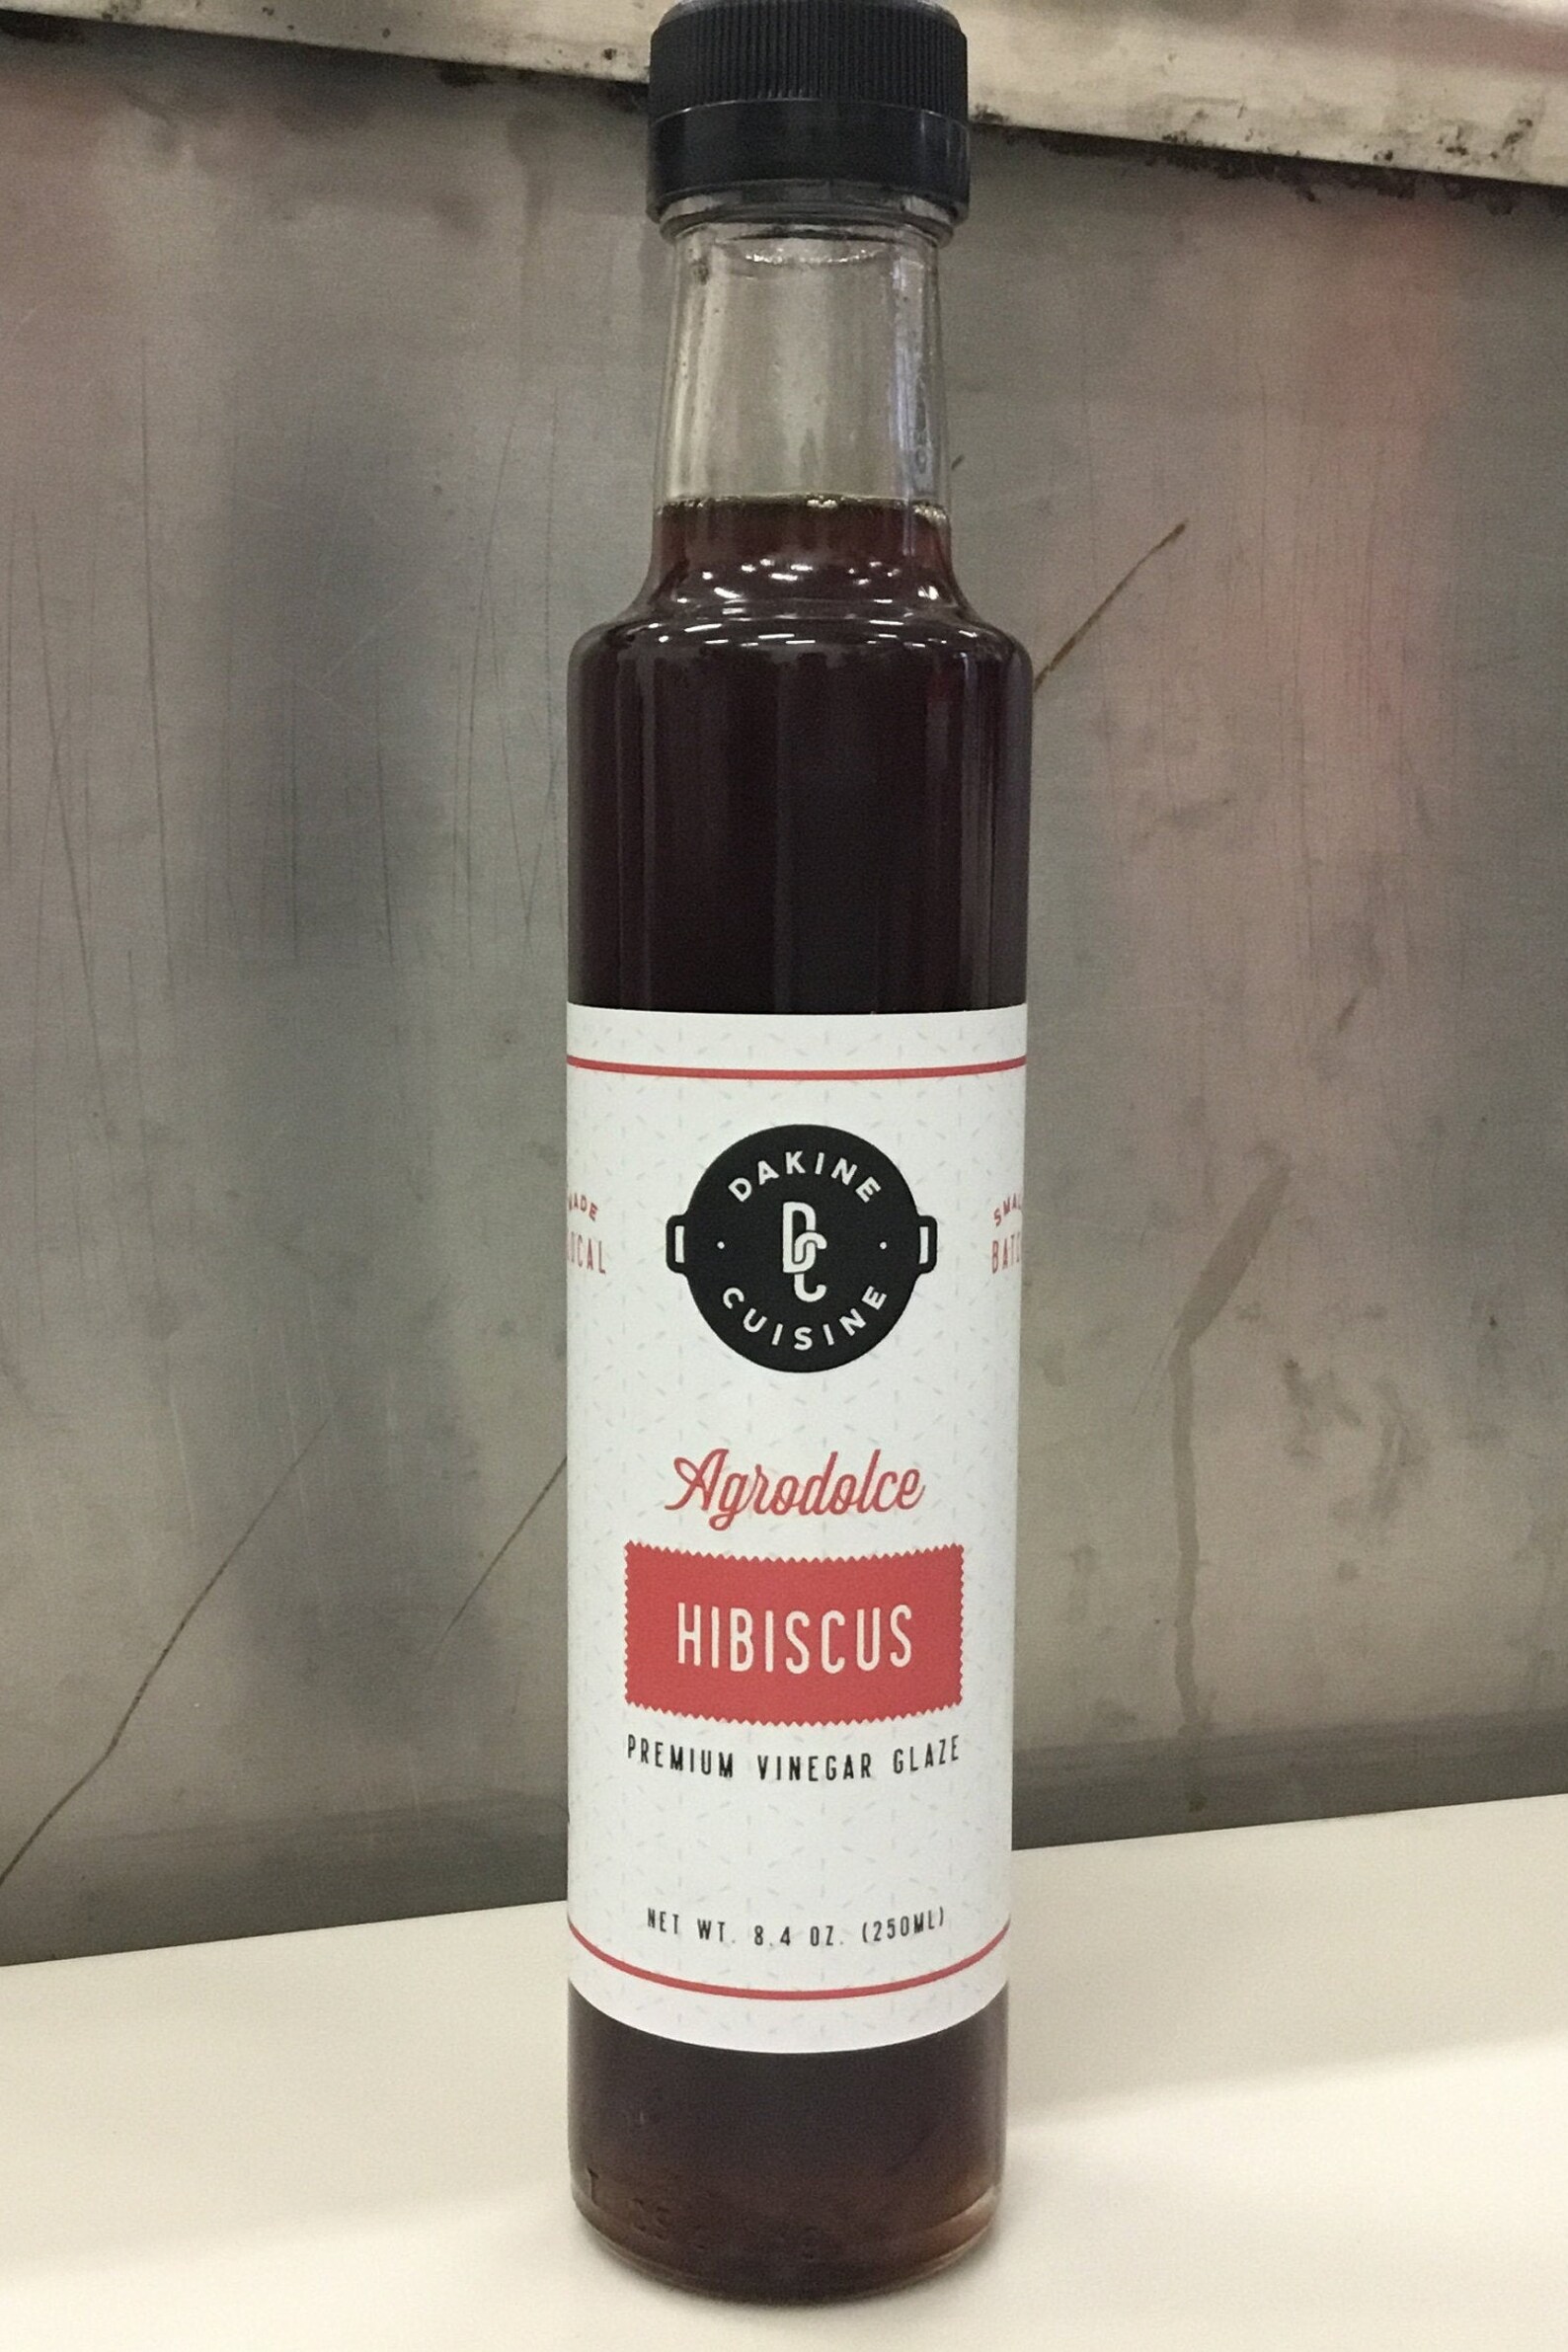 DAKINE
DC
CUISINE
Agrodolce
HIBISCUS
PREMIUM VINEGAR GLAZE
NET WT. 8.4 OZ. (250ML)